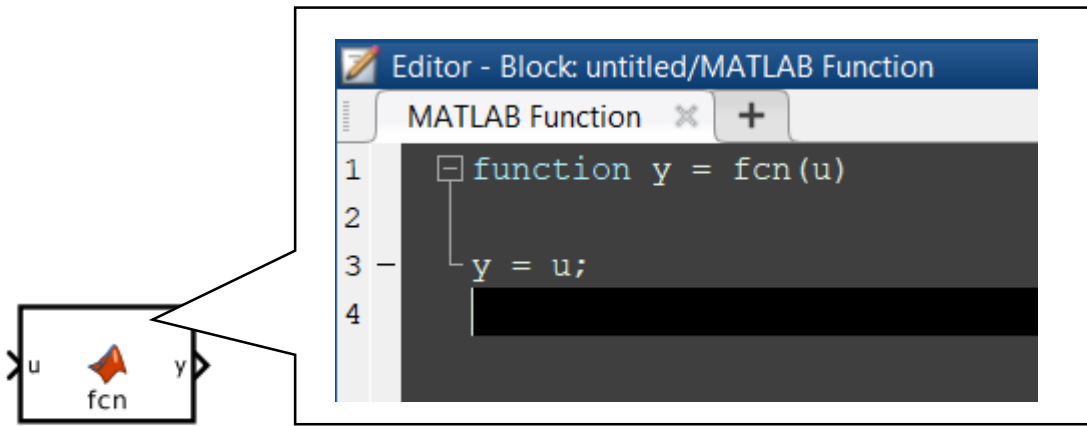 Editor - Block: untitled/MATLAB Function
MATLAB Function
1 function y = fcn(u)
2
3 y = u;
4
u y
fcn